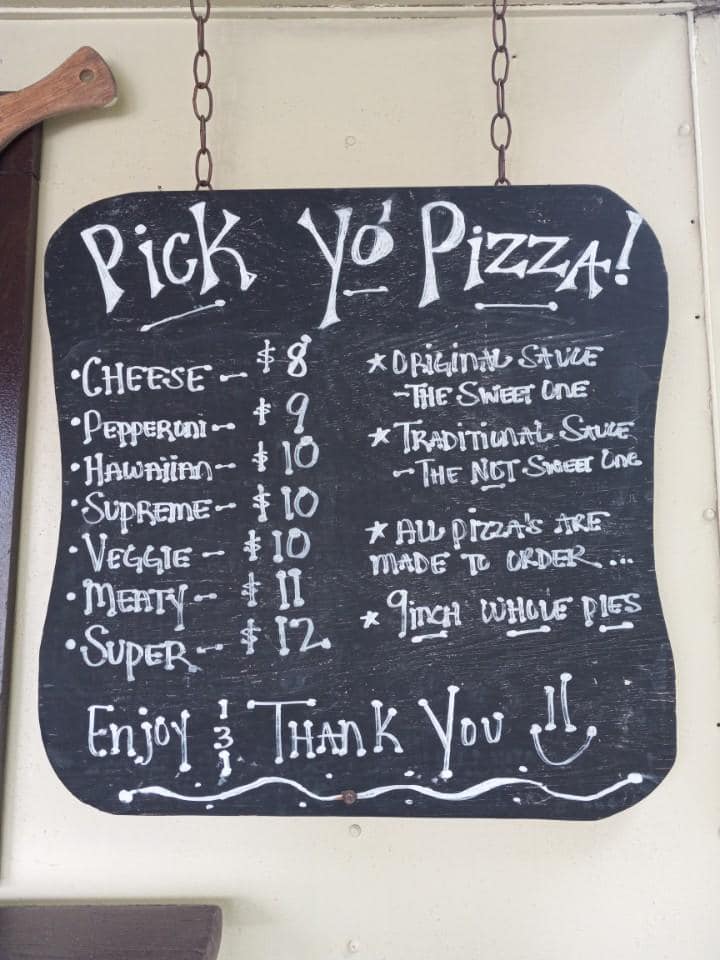 Pick Yo' Pizza!
• Cheese - $8
• Pepperoni - $9
• Hawaiian - $10
• Supreme - $10
• Veggie - $10
• Meaty - $11
• Super - $12
★ Original Sauce
- The Sweet One
★ Traditional Sauce
- The NOT Sweet One
★ All pizza's are
made to order...
★ 9inch whole pies
Enjoy & Thank You